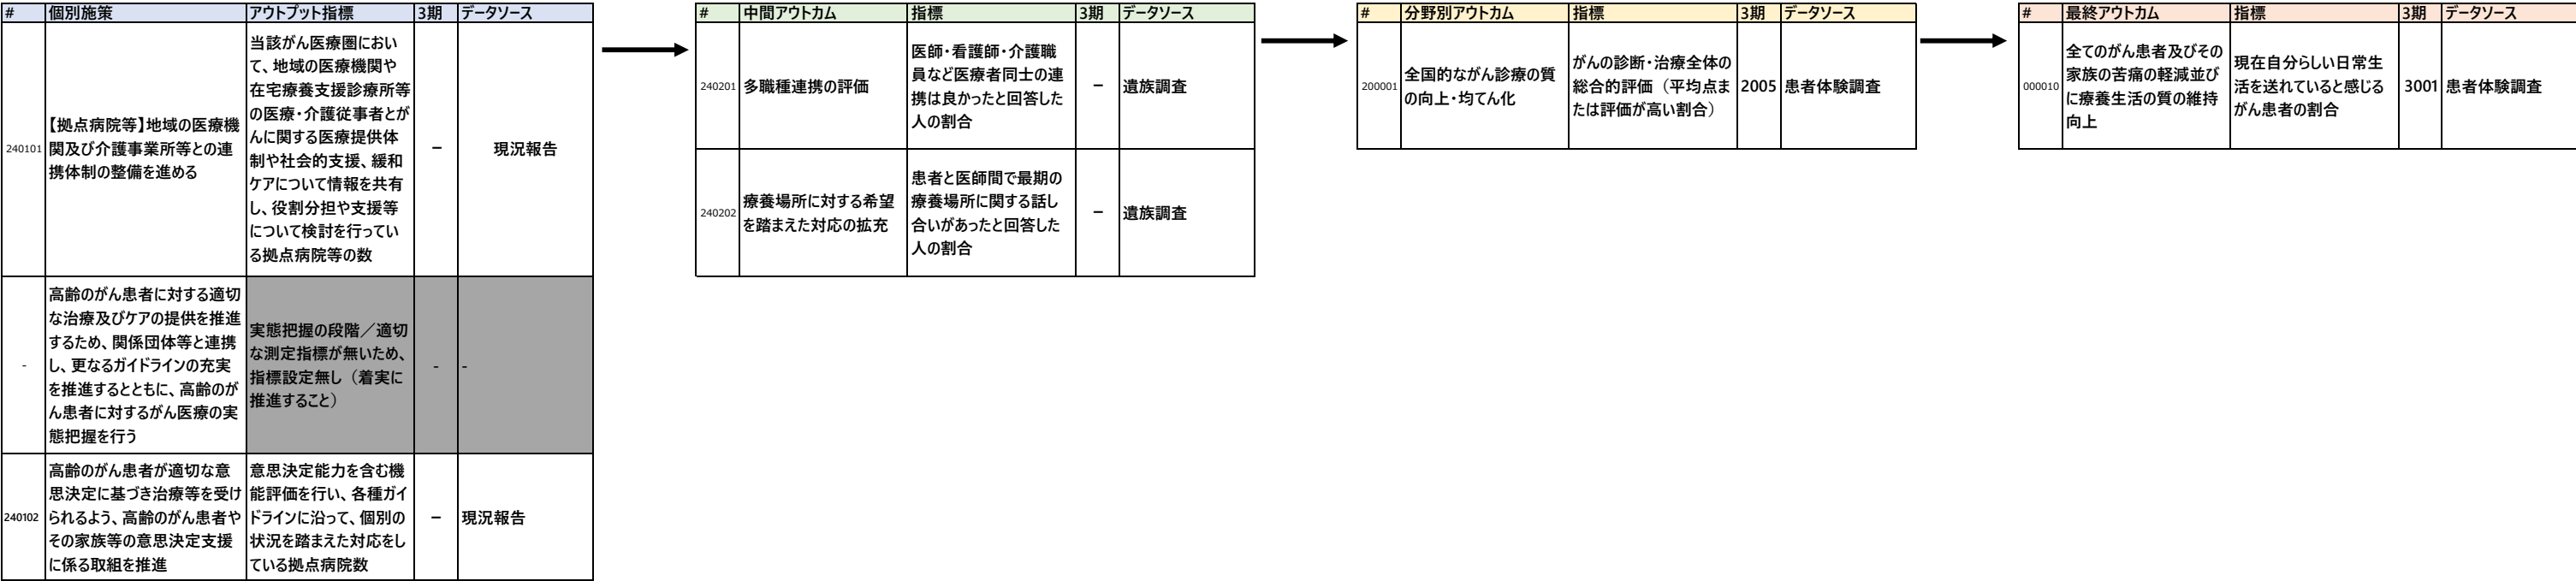 # 個別施策 アウトプット指標 3期 データソース
240101
【拠点病院等】地域の医療機
関及び介護事業所等との連
携体制の整備を進める
当該がん医療圏におい
て、地域の医療機関や
在宅療養支援診療所等
の医療・介護従事者とが
んに関する医療提供体
制や社会的支援、緩和
ケアについて情報を共有
し、役割分担や支援等
について検討を行ってい
る拠点病院等の数
－
現況報告
-
高齢のがん患者に対する適切
な治療及びケアの提供を推進
するため、関係団体等と連携
し、更なるガイドラインの充実
を推進するとともに、高齢のが
ん患者に対するがん医療の実
態把握を行う
実態把握の段階／適切
な測定指標が無いため、
指標設定無し（着実に
推進すること）
-
-
240102
高齢のがん患者が適切な意
思決定に基づき治療等を受け
られるよう、高齢のがん患者や
その家族等の意思決定支援
に係る取組を推進
意思決定能力を含む機
能評価を行い、各種ガイ
ドラインに沿って、個別の
状況を踏まえた対応をし
ている拠点病院数
－
現況報告
# 中間アウトカム 指標 3期 データソース
240201
多職種連携の評価
医師・看護師・介護職
員など医療者同士の連
携は良かったと回答した
人の割合
－
遺族調査
240202
療養場所に対する希望
を踏まえた対応の拡充
患者と医師間で最期の
療養場所に関する話し
合いがあったと回答した
人の割合
－
遺族調査
# 分野別アウトカム 指標 3期 データソース
200001
全国的ながん診療の質
の向上・均てん化
がんの診断・治療全体の
総合的評価（平均点ま
たは評価が高い割合）
2005
患者体験調査
# 最終アウトカム 指標 3期 データソース
000010
全てのがん患者及びその
家族の苦痛の軽減並び
に療養生活の質の維持
向上
現在自分らしい日常生
活を送れていると感じる
がん患者の割合
3001
患者体験調査